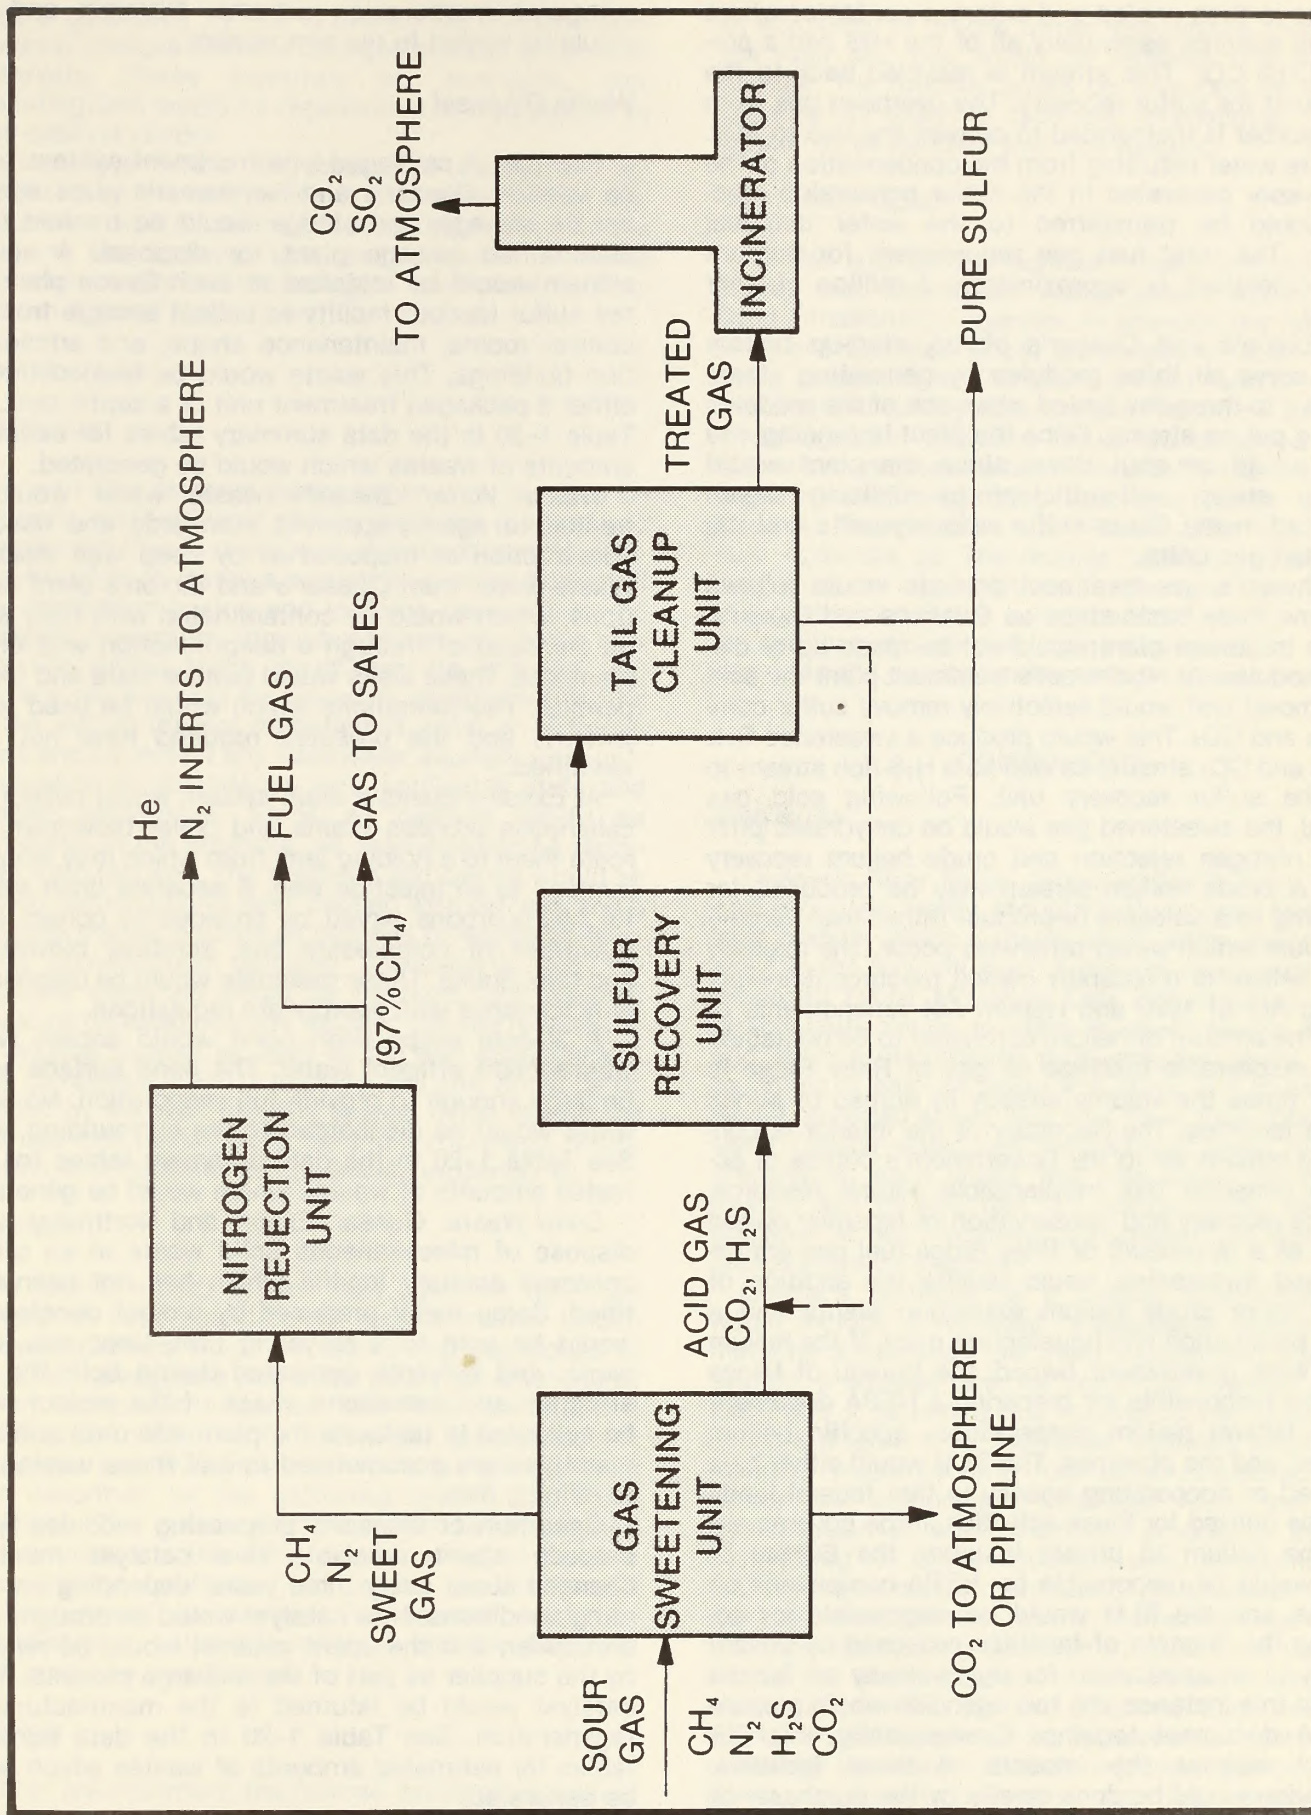 He
N₂ INERTS TO ATMOSPHERE
FUEL GAS
GAS TO SALES
(97% CH₄)
NITROGEN
REJECTION
UNIT
CH₄
N₂
SWEET
GAS
CO₂
SO₂
TO ATMOSPHERE
SOUR
GAS
CH₄
N₂
H₂S
CO₂
GAS
SWEETENING
UNIT
ACID GAS
CO₂, H₂S
SULFUR
RECOVERY
UNIT
TAIL GAS
CLEANUP
UNIT
TREATED
GAS
INCINERATOR
CO₂ TO ATMOSPHERE
OR PIPELINE
PURE SULFUR